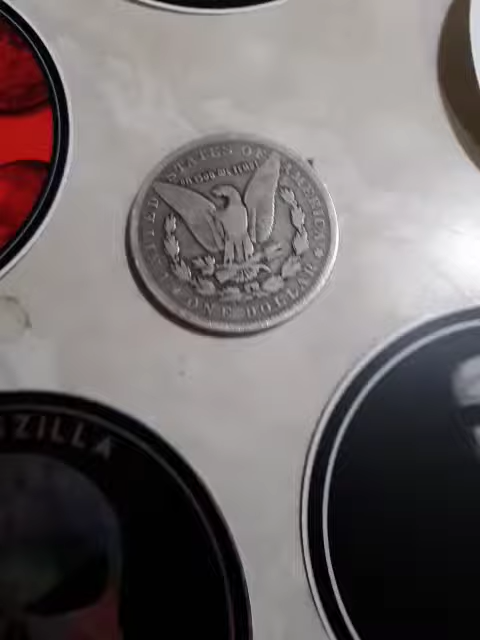 UNITED STATES OF AMERICA
In God We Trust
ONE DOLLAR
ZILLA